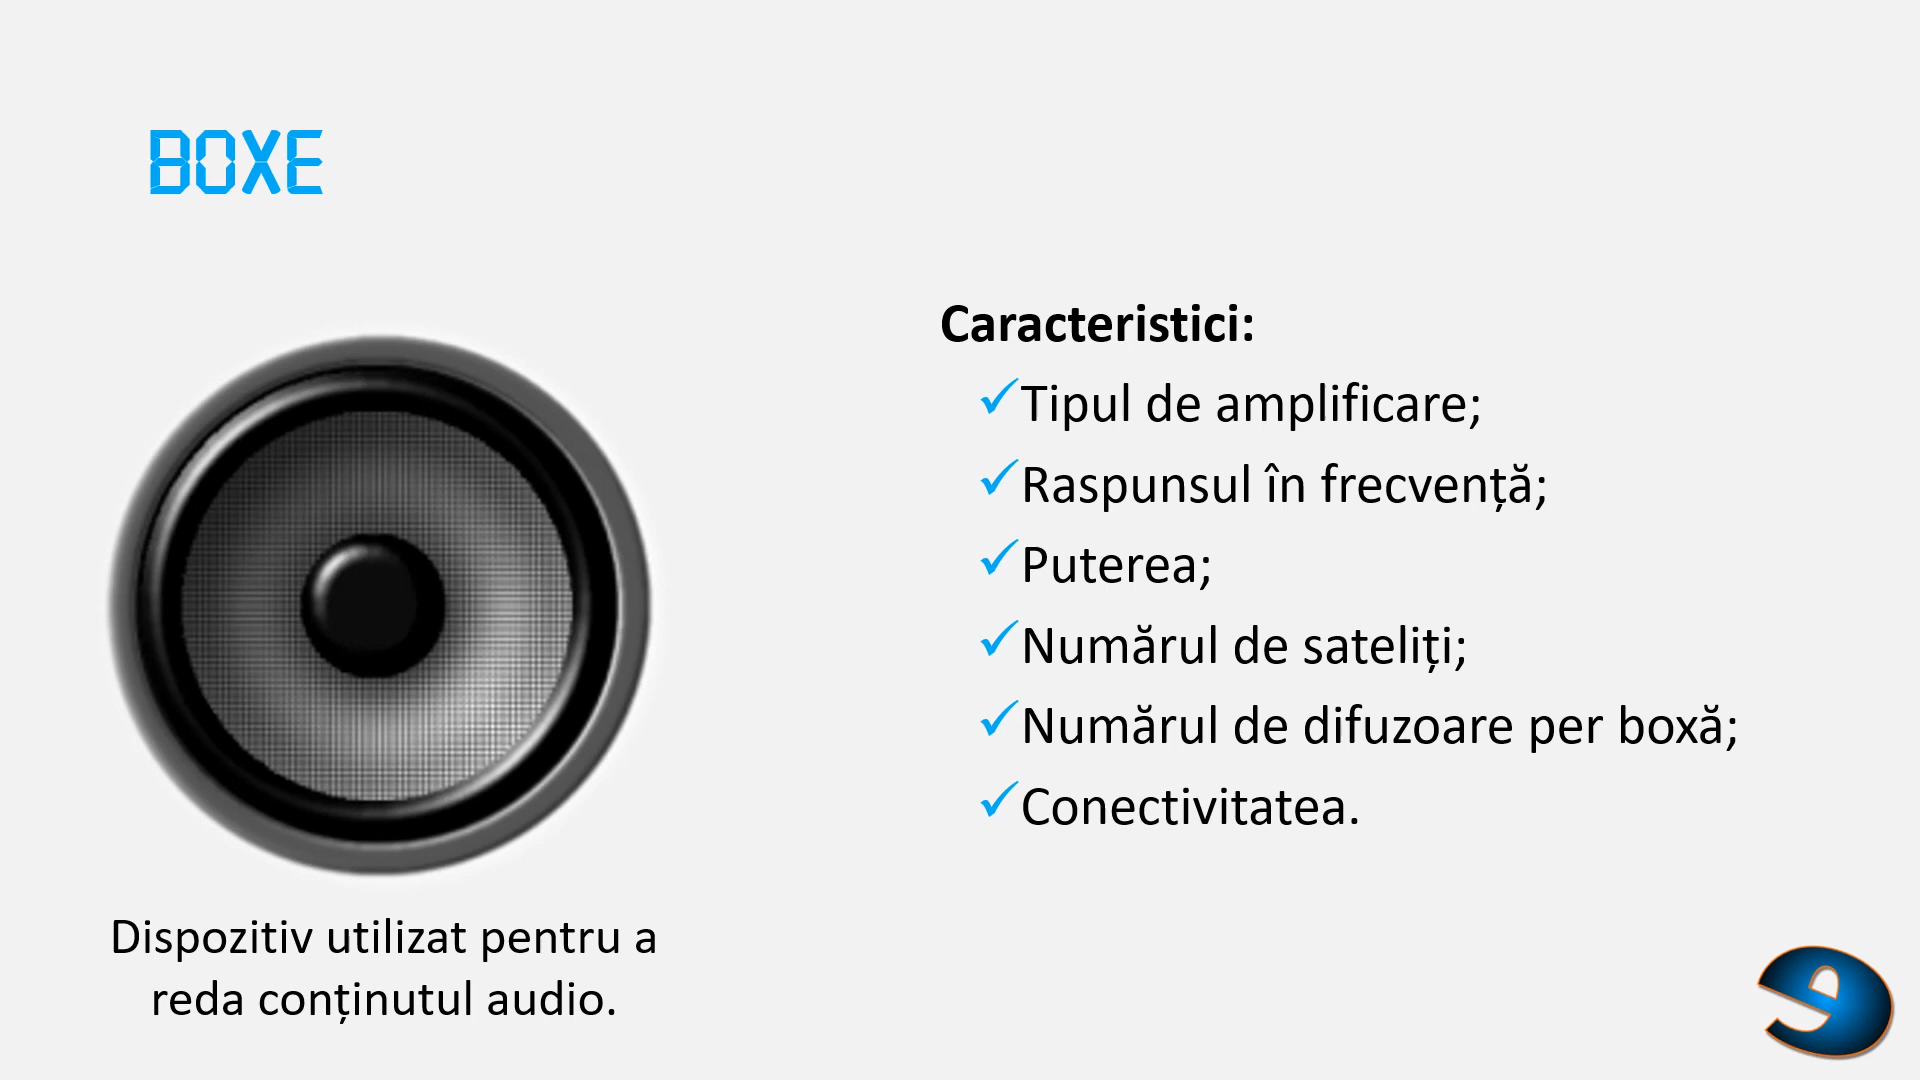 BOXE
Caracteristici:
Tipul de amplificare;
Raspunsul în frecvență;
Puterea;
Numărul de sateliți;
Numărul de difuzoare per boxă;
Conectivitatea.
Dispozitiv utilizat pentru a
reda conținutul audio.